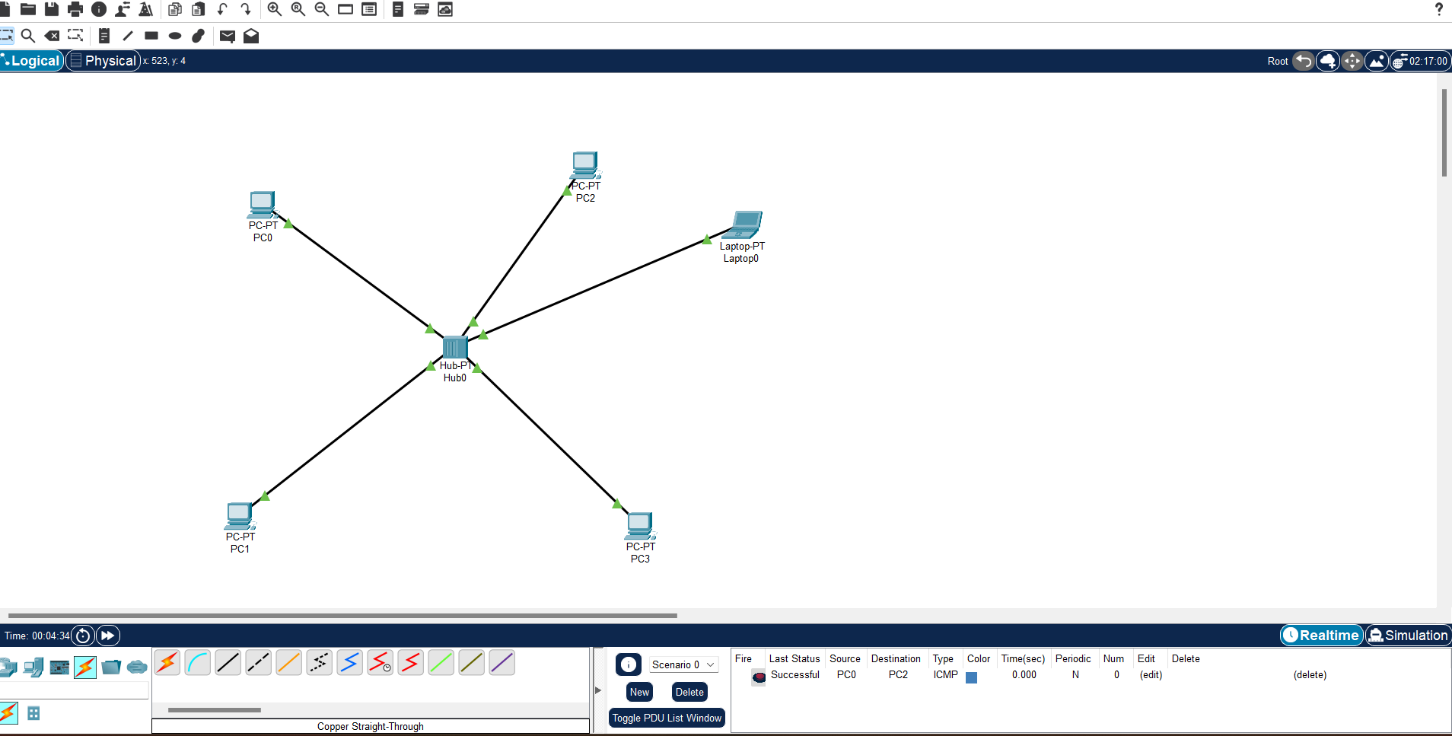 ?
Logical Physical x: 523, y: 4 Root 02:17:00
PC-PT
PC2
PC-PT
PC0
Laptop-PT
Laptop0
Hub-PT
Hub0
PC-PT
PC1
PC-PT
PC3
Time: 00:04:34 Realtime Simulation
Scenario 0
New Delete
Toggle PDU List Window
Fire Last Status Source Destination Type Color Time(sec) Periodic Num Edit Delete
Successful PC0 PC2 ICMP 0.000 N 0 (edit) (delete)
Copper Straight-Through